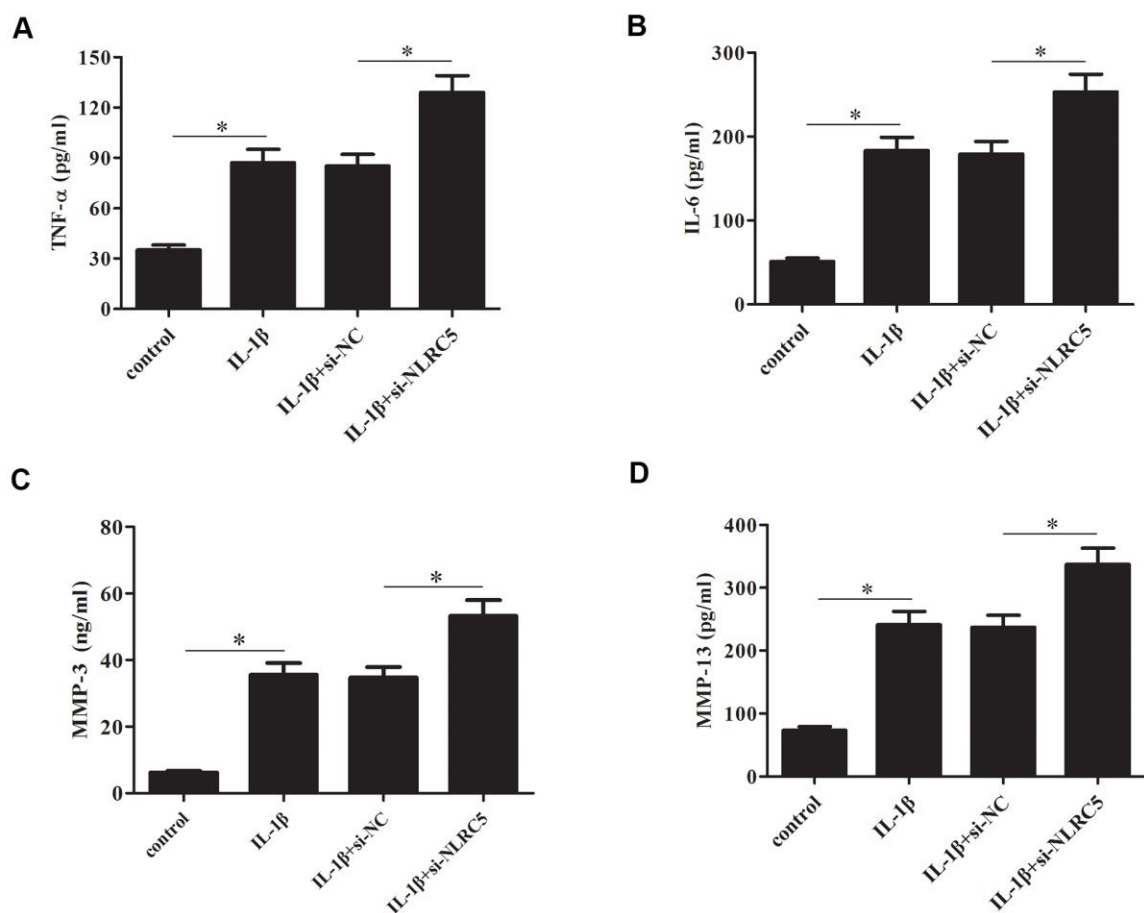 A
TNF-α (pg/ml)
150
120
90
60
30
0
*
*
control
IL-1β
IL-1β+si-NC
IL-1β+si-NLRC5
B
IL-6 (pg/ml)
300
200
100
0
*
*
control
IL-1β
IL-1β+si-NC
IL-1β+si-NLRC5
C
MMP-3 (ng/ml)
80
60
40
20
0
*
*
control
IL-1β
IL-1β+si-NC
IL-1β+si-NLRC5
D
MMP-13 (pg/ml)
400
300
200
100
0
*
*
control
IL-1β
IL-1β+si-NC
IL-1β+si-NLRC5